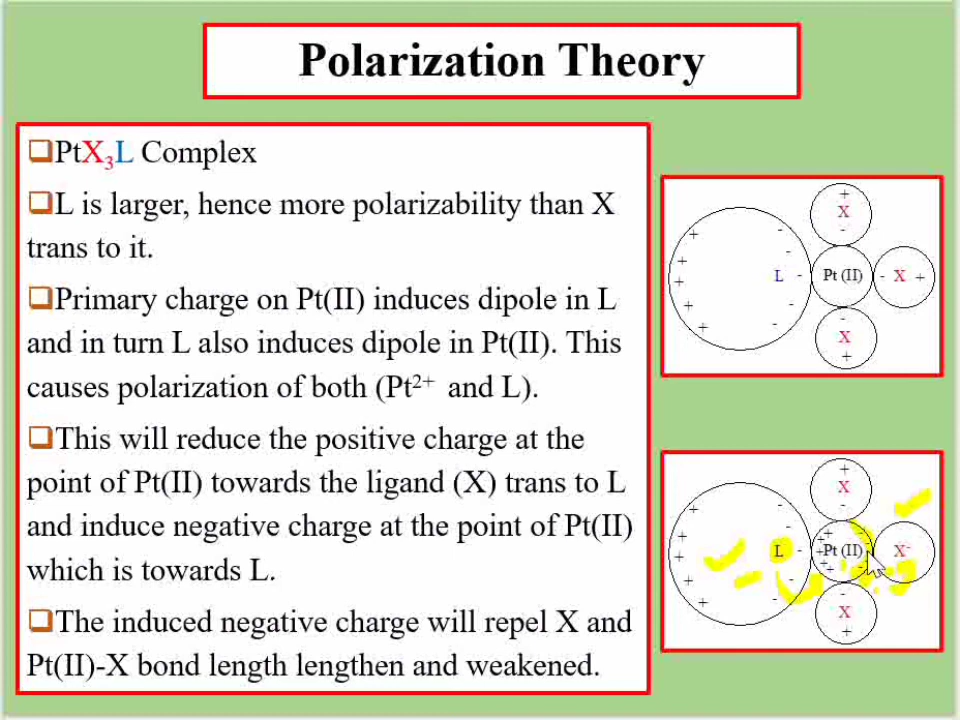 Polarization Theory
❑PtX₃L Complex
❑L is larger, hence more polarizability than X
trans to it.
❑Primary charge on Pt(II) induces dipole in L
and in turn L also induces dipole in Pt(II). This
causes polarization of both (Pt²⁺ and L).
❑This will reduce the positive charge at the
point of Pt(II) towards the ligand (X) trans to L
and induce negative charge at the point of Pt(II)
which is towards L.
❑The induced negative charge will repel X and
Pt(II)-X bond length lengthen and weakened.
+
X
-
+ -
+ -
+ L - Pt (II) - X +
+ -
+ -
-
X
+
+
X
-
+ -
+ -
+ L - Pt (II) X-
+ -
+ -
-
X
+